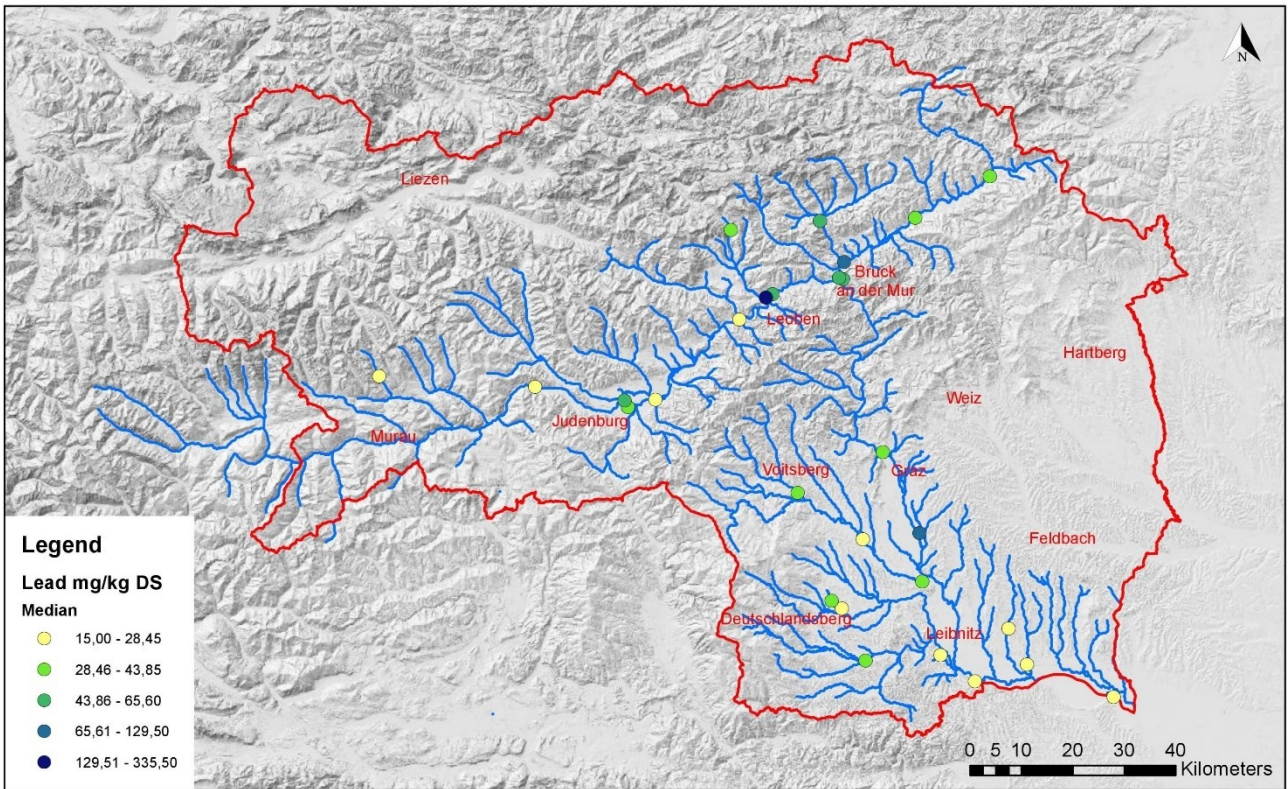 N
Liezen
Bruck
an der Mur
Leoben
Hartberg
Weiz
Judenburg
Murau
Voitsberg
Graz
Feldbach
Deutschlandsberg
Leibnitz
Legend
Lead mg/kg DS
Median
15,00 - 28,45
28,46 - 43,85
43,86 - 65,60
65,61 - 129,50
129,51 - 335,50
0 5 10 20 30 40
Kilometers